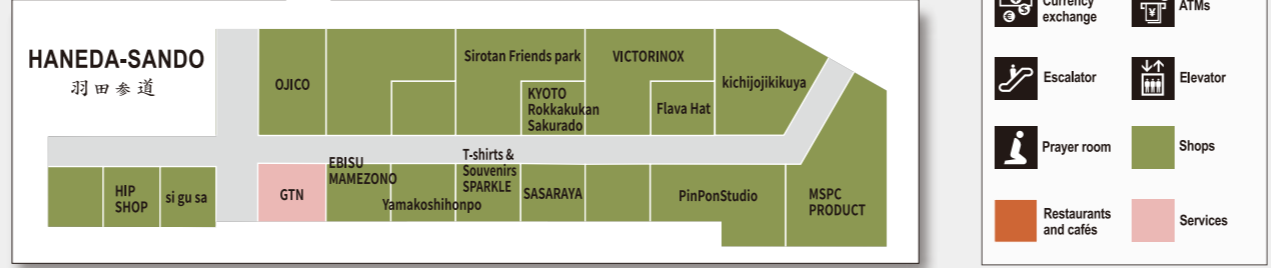 HANEDA-SANDO
羽田参道
OJICO
Sirotan Friends park
KYOTO
Rokkakukan
Sakurado
VICTORINOX
Flava Hat
kichijojikikuya
HIP
SHOP
si gu sa
GTN
EBISU
MAMEZONO
Yamakoshihonpo
T-shirts &
Souvenirs
SPARKLE
SASARAYA
PinPonStudio
MSPC
PRODUCT
Currency
exchange
ATMs
Escalator
Elevator
Prayer room
Shops
Restaurants
and cafés
Services